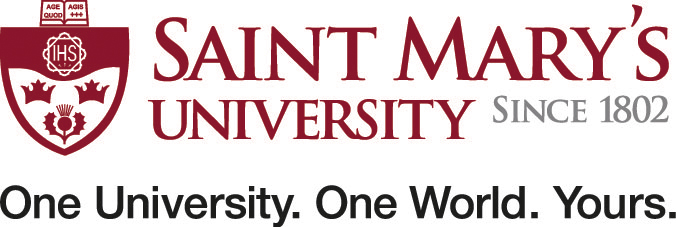 AGE QUOD AGIS +++
IHS
SAINT MARY'S
UNIVERSITY SINCE 1802
One University. One World. Yours.